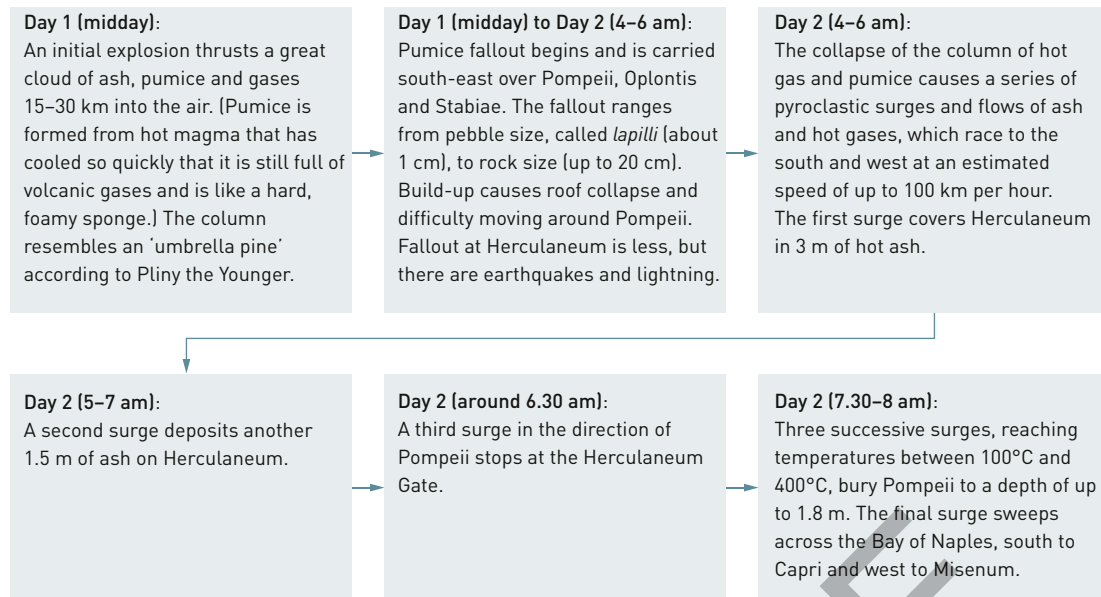 Day 1 (midday):
An initial explosion thrusts a great
cloud of ash, pumice and gases
15–30 km into the air. (Pumice is
formed from hot magma that has
cooled so quickly that it is still full of
volcanic gases and is like a hard,
foamy sponge.) The column
resembles an ‘umbrella pine’
according to Pliny the Younger.
Day 1 (midday) to Day 2 (4–6 am):
Pumice fallout begins and is carried
south-east over Pompeii, Oplontis
and Stabiae. The fallout ranges
from pebble size, called lapilli (about
1 cm), to rock size (up to 20 cm).
Build-up causes roof collapse and
difficulty moving around Pompeii.
Fallout at Herculaneum is less, but
there are earthquakes and lightning.
Day 2 (4–6 am):
The collapse of the column of hot
gas and pumice causes a series of
pyroclastic surges and flows of ash
and hot gases, which race to the
south and west at an estimated
speed of up to 100 km per hour.
The first surge covers Herculaneum
in 3 m of hot ash.
Day 2 (5–7 am):
A second surge deposits another
1.5 m of ash on Herculaneum.
Day 2 (around 6.30 am):
A third surge in the direction of
Pompeii stops at the Herculaneum
Gate.
Day 2 (7.30–8 am):
Three successive surges, reaching
temperatures between 100°C and
400°C, bury Pompeii to a depth of up
to 1.8 m. The final surge sweeps
across the Bay of Naples, south to
Capri and west to Misenum.